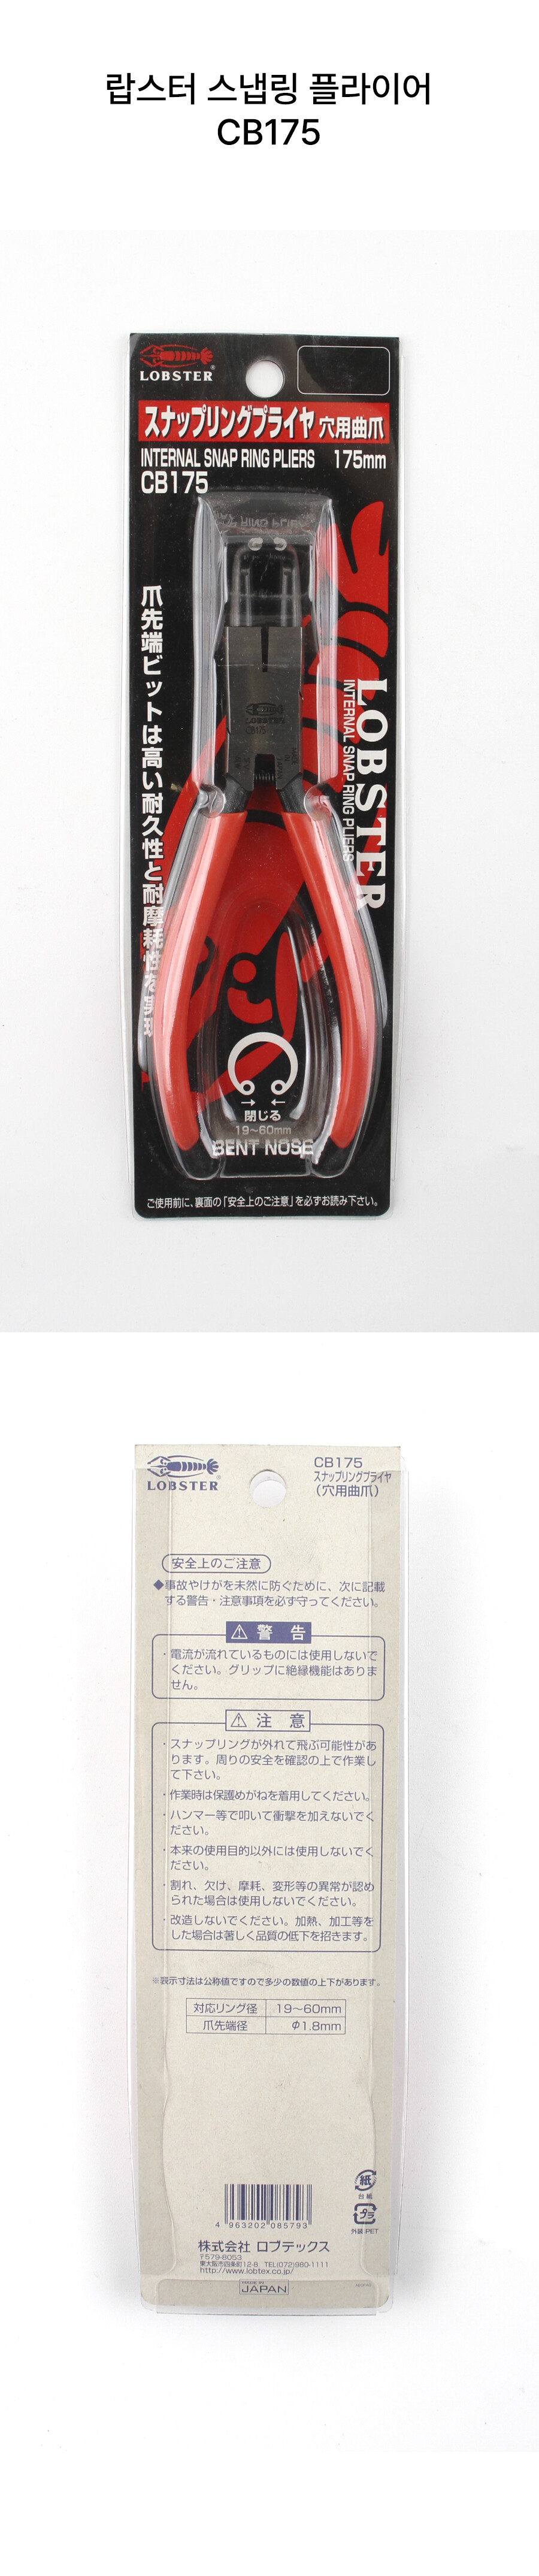 랍스터 스냅링 플라이어
CB175
LOBSTER
スナップリングプライヤ 穴用曲爪
INTERNAL SNAP RING PLIERS 175mm
CB175
爪先端ビットは高い耐久性と耐摩耗性を実現
LOBSTER
INTERNAL SNAP RING PLIERS
LOBSTER
閉じる
19~60mm
BENT NOSE
ご使用前に、裏面の「安全上のご注意」を必ずお読み下さい。
LOBSTER
CB175
スナップリングプライヤ
(穴用曲爪)
安全上のご注意
◆事故やけがを未然に防ぐために、次に記載
する警告・注意事項を必ず守ってください。
⚠ 警 告
・電流が流れているものには使用しないで
ください。グリップに絶縁機能はありま
せん。
⚠ 注 意
・スナップリングが外れて飛ぶ可能性があ
ります。周りの安全を確認の上で作業し
て下さい。
・作業時は保護めがねを着用してください。
・ハンマー等で叩いて衝撃を加えないでく
ださい。
・本来の使用目的以外には使用しないでく
ださい。
・割れ、欠け、摩耗、変形等の異常が認め
られた場合は使用しないでください。
・改造しないでください。加熱、加工等を
した場合は著しく品質の低下を招きます。
※表示寸法は公称値ですので多少の数値の上下があります。
対応リング径 19~60mm
爪先端径 φ1.8mm
紙
台紙
プラ
外装 PET
4 963202 085793
株式会社 ロブテックス
〒579-8053
東大阪市四条町12-8 TEL(072)980-1111
http://www.lobtex.co.jp/
MADE IN
JAPAN